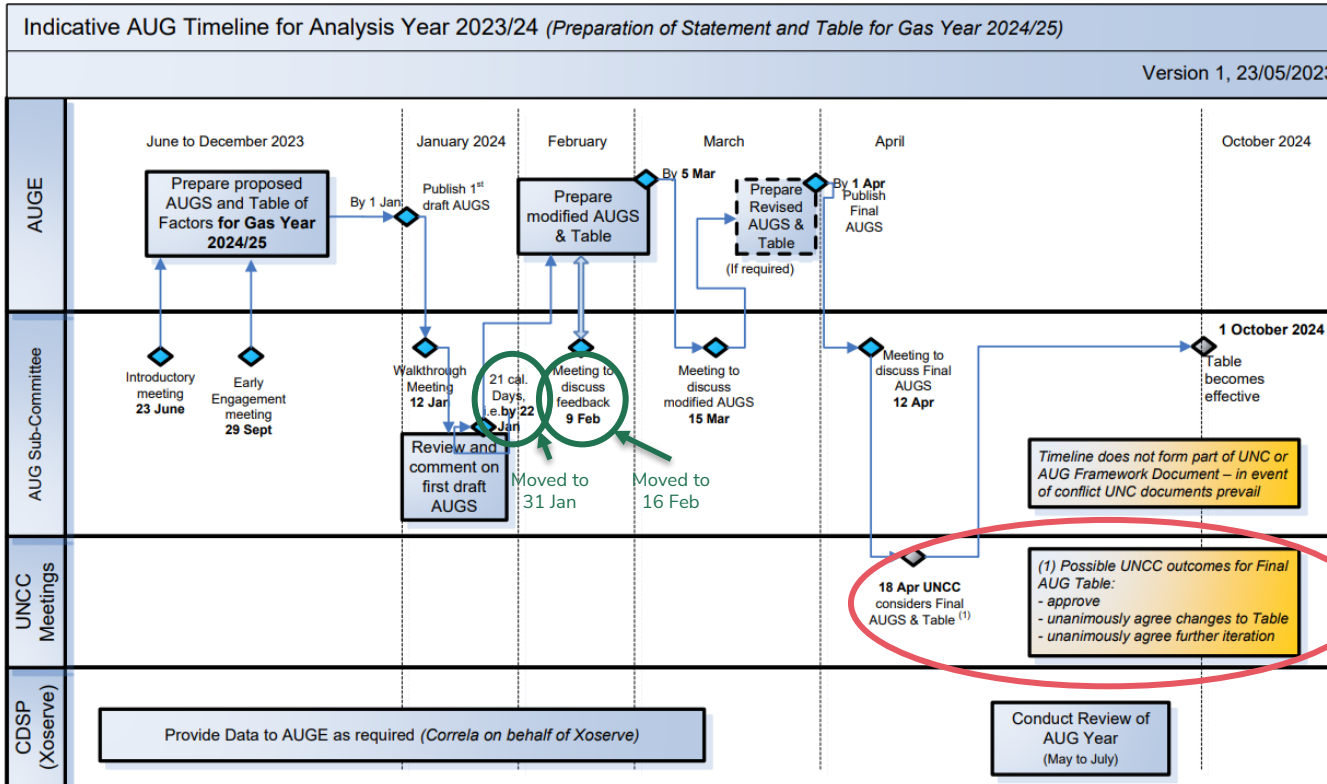 Indicative AUG Timeline for Analysis Year 2023/24 (Preparation of Statement and Table for Gas Year 2024/25)
Version 1, 23/05/2023
AUGE
June to December 2023
January 2024
February
March
April
October 2024
Prepare proposed
AUGS and Table of
Factors for Gas Year
2024/25
By 1 Jan
Publish 1st
draft AUGS
Prepare
modified AUGS
& Table
By 5 Mar
Prepare
Revised
AUGS &
Table
(If required)
By 1 Apr
Publish
Final
AUGS
AUG Sub-Committee
Introductory
meeting
23 June
Early
Engagement
meeting
29 Sept
Walkthrough
Meeting
12 Jan
21 cal.
Days,
i.e.by 22
Jan
Review and
comment on
first draft
AUGS
Moved to
31 Jan
Meeting to
discuss
feedback
9 Feb
Moved to
16 Feb
Meeting to
discuss
modified AUGS
15 Mar
Meeting to
discuss Final
AUGS
12 Apr
1 October 2024
Table
becomes
effective
Timeline does not form part of UNC or
AUG Framework Document – in event
of conflict UNC documents prevail
UNCC
Meetings
18 Apr UNCC
considers Final
AUGS & Table (1)
(1) Possible UNCC outcomes for Final
AUG Table:
- approve
- unanimously agree changes to Table
- unanimously agree further iteration
CDSP
(Xoserve)
Provide Data to AUGE as required (Correla on behalf of Xoserve)
Conduct Review of
AUG Year
(May to July)